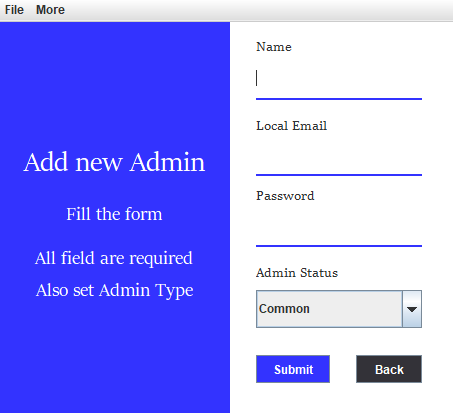 File More
Add new Admin
Fill the form
All field are required
Also set Admin Type
Name
Local Email
Password
Admin Status
Common
Submit Back